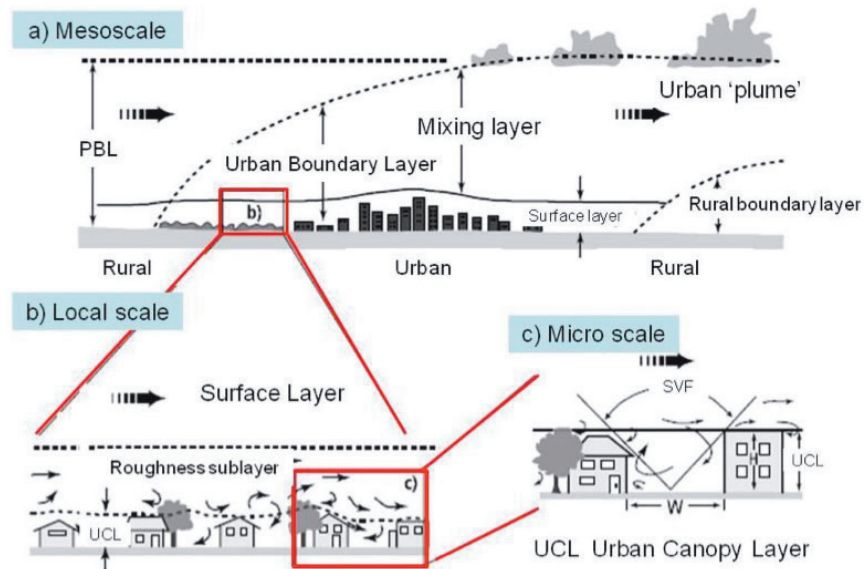 a) Mesoscale
Urban 'plume'
PBL
Mixing layer
Urban Boundary Layer
b)
Surface layer
Rural boundary layer
Rural
Urban
Rural
b) Local scale
c) Micro scale
Surface Layer
SVF
Roughness sublayer
c)
UCL
H
UCL
W
UCL Urban Canopy Layer